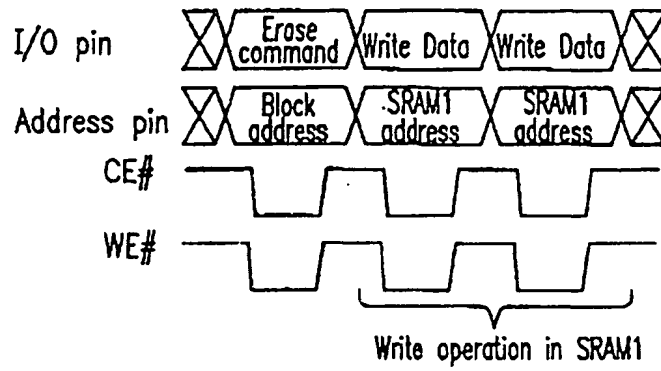 I/O pin
Erase command
Write Data
Write Data
Address pin
Block address
SRAM1 address
SRAM1 address
CE#
WE#
Write operation in SRAM1